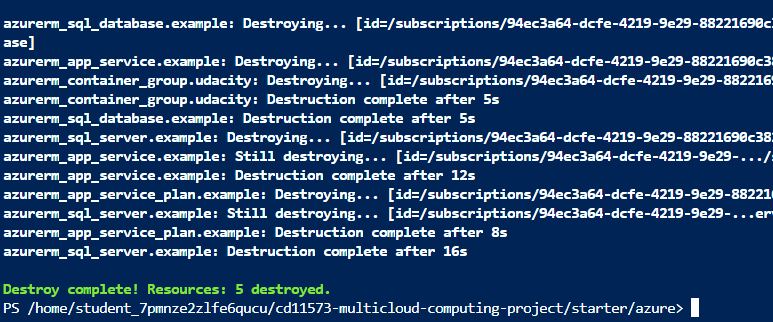 azurerm_sql_database.example: Destroying... [id=/subscriptions/94ec3a64-dcfe-4219-9e29-88221690c3
ase]
azurerm_app_service.example: Destroying... [id=/subscriptions/94ec3a64-dcfe-4219-9e29-88221690c38
azurerm_container_group.udacity: Destroying... [id=/subscriptions/94ec3a64-dcfe-4219-9e29-8822169
azurerm_container_group.udacity: Destruction complete after 5s
azurerm_sql_database.example: Destruction complete after 5s
azurerm_sql_server.example: Destroying... [id=/subscriptions/94ec3a64-dcfe-4219-9e29-88221690c382
azurerm_app_service.example: Still destroying... [id=/subscriptions/94ec3a64-dcfe-4219-9e29-.../s
azurerm_app_service.example: Destruction complete after 12s
azurerm_app_service_plan.example: Destroying... [id=/subscriptions/94ec3a64-dcfe-4219-9e29-882216
azurerm_sql_server.example: Still destroying... [id=/subscriptions/94ec3a64-dcfe-4219-9e29-...erv
azurerm_app_service_plan.example: Destruction complete after 8s
azurerm_sql_server.example: Destruction complete after 16s
Destroy complete! Resources: 5 destroyed.
PS /home/student_7pmnze2zlfe6qucu/cd11573-multicloud-computing-project/starter/azure>